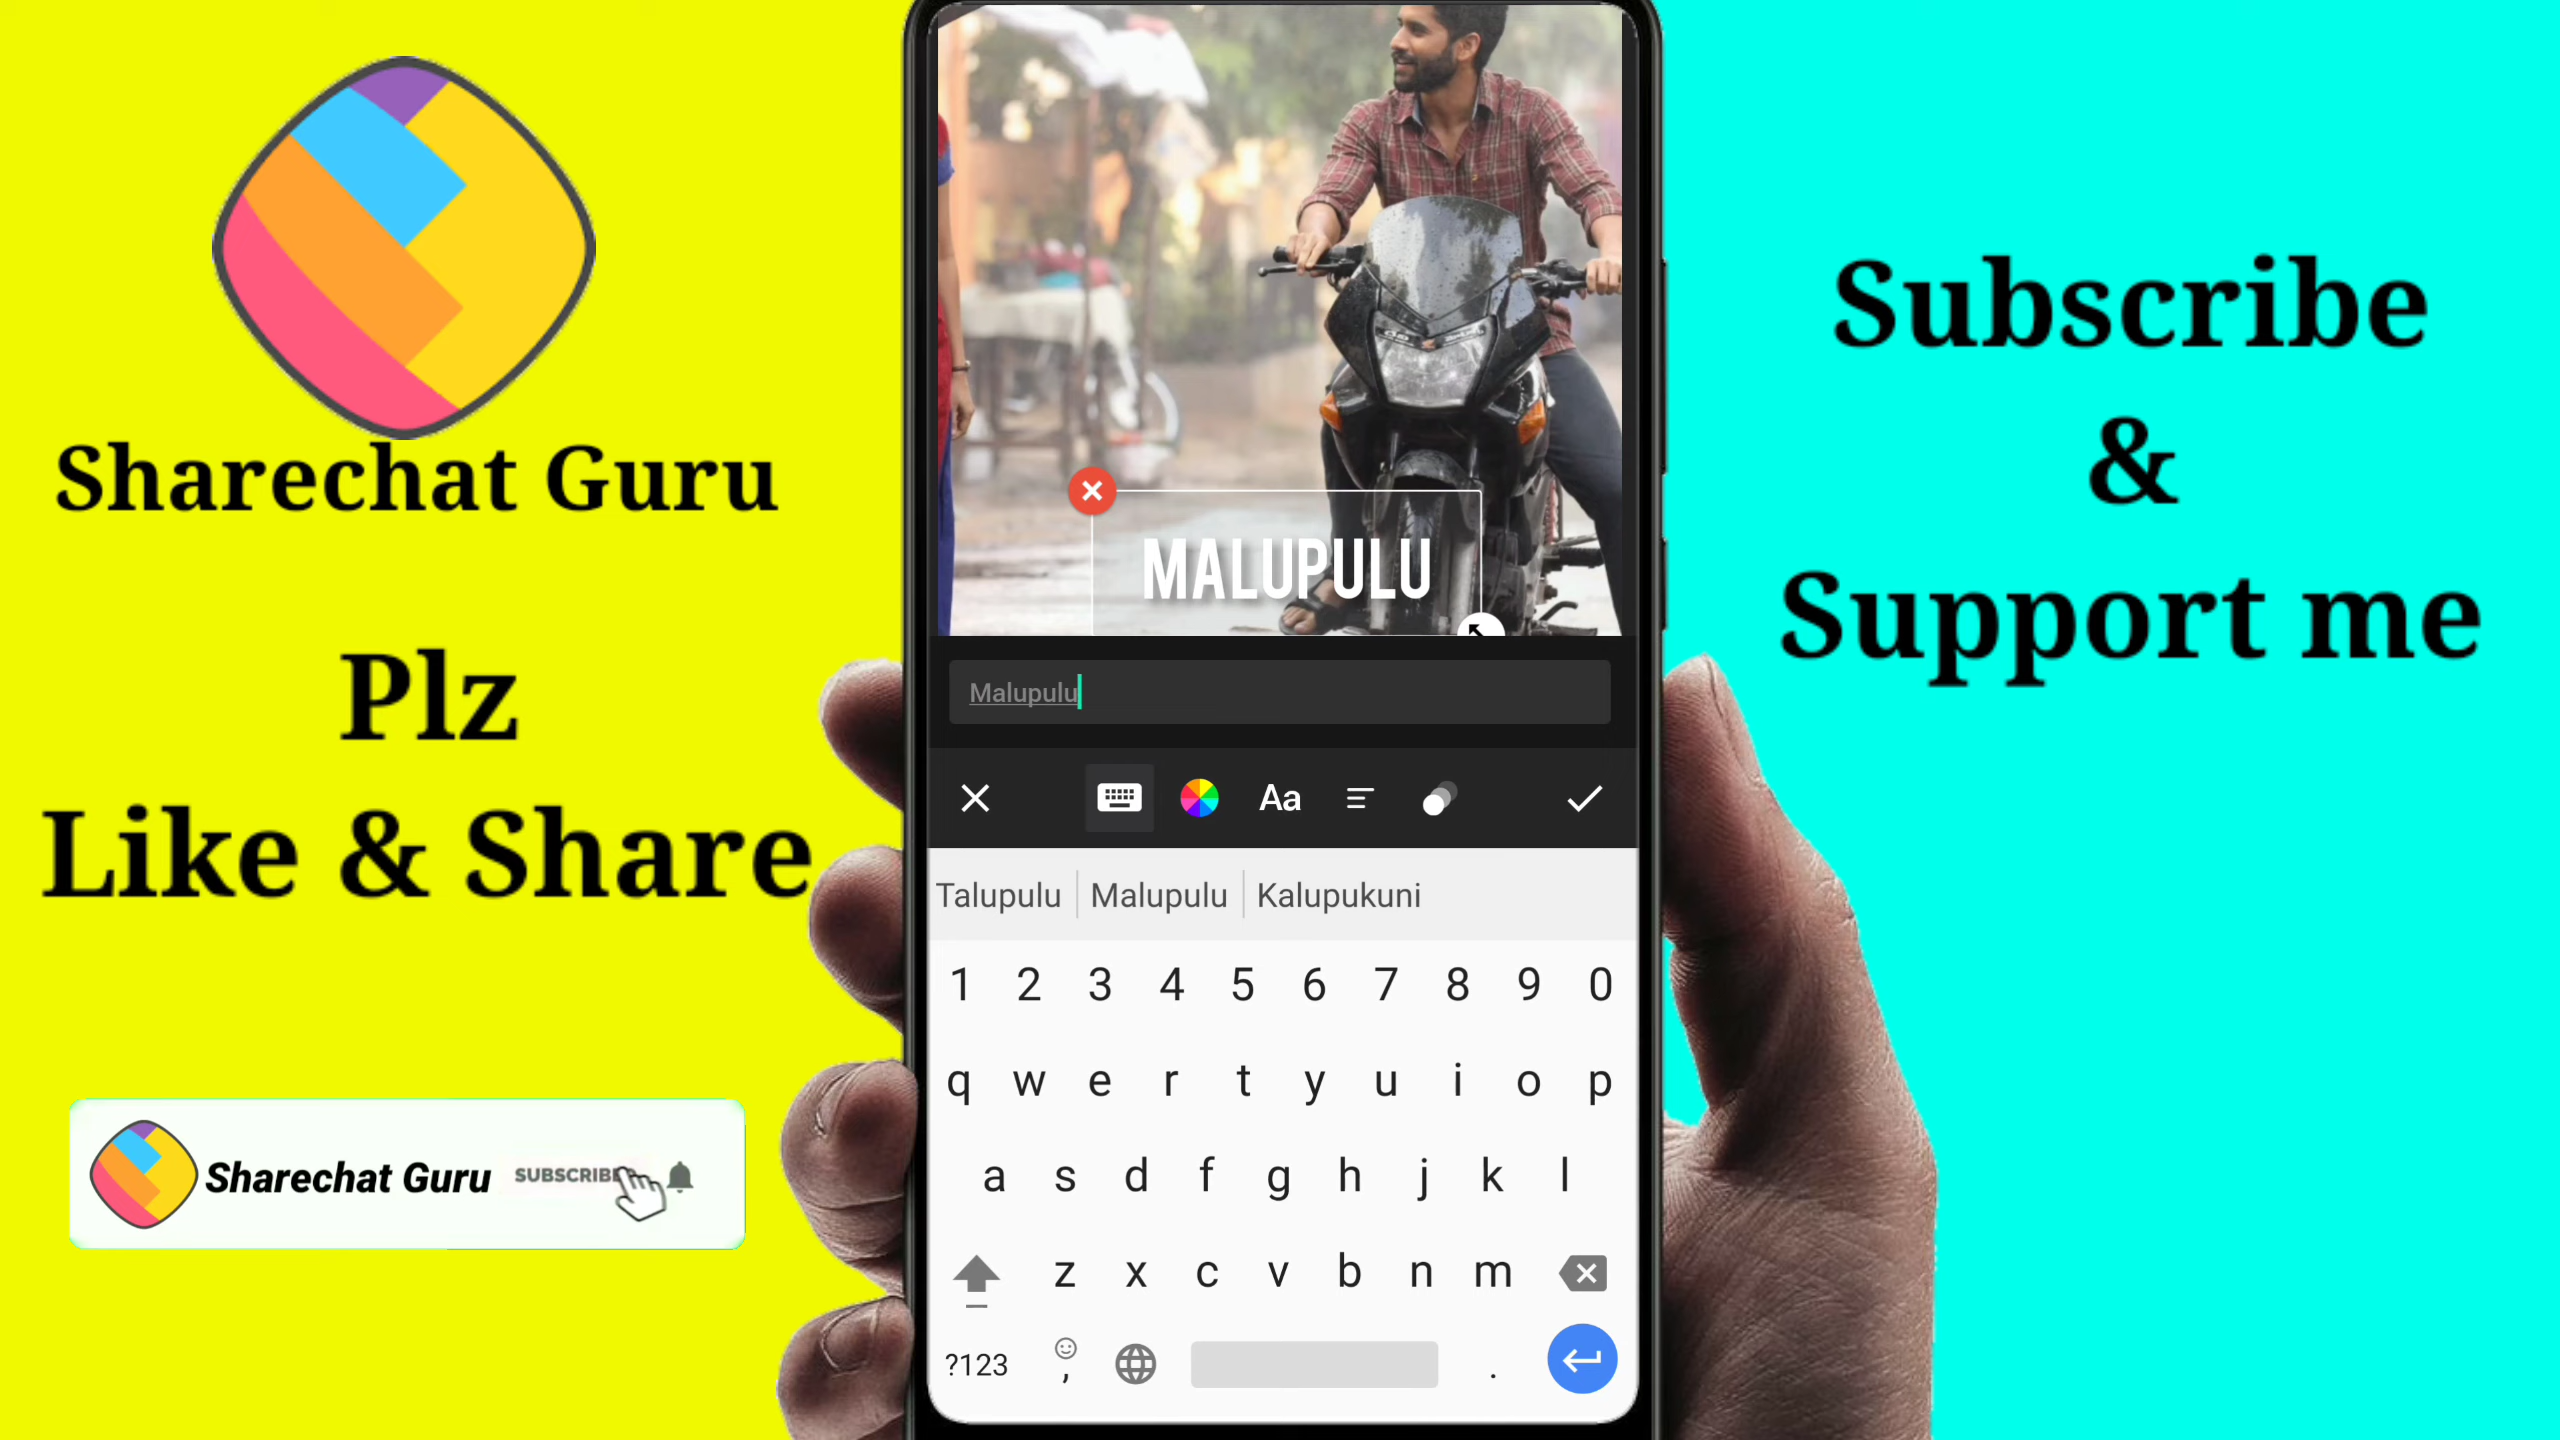 Sharechat Guru
Plz
Like & Share
Sharechat Guru SUBSCRIBE
MALUPULU
Malupulu
Aa
Talupulu Malupulu Kalupukuni
1 2 3 4 5 6 7 8 9 0
q w e r t y u i o p
a s d f g h j k l
z x c v b n m
?123 , .
Subscribe
&
Support me